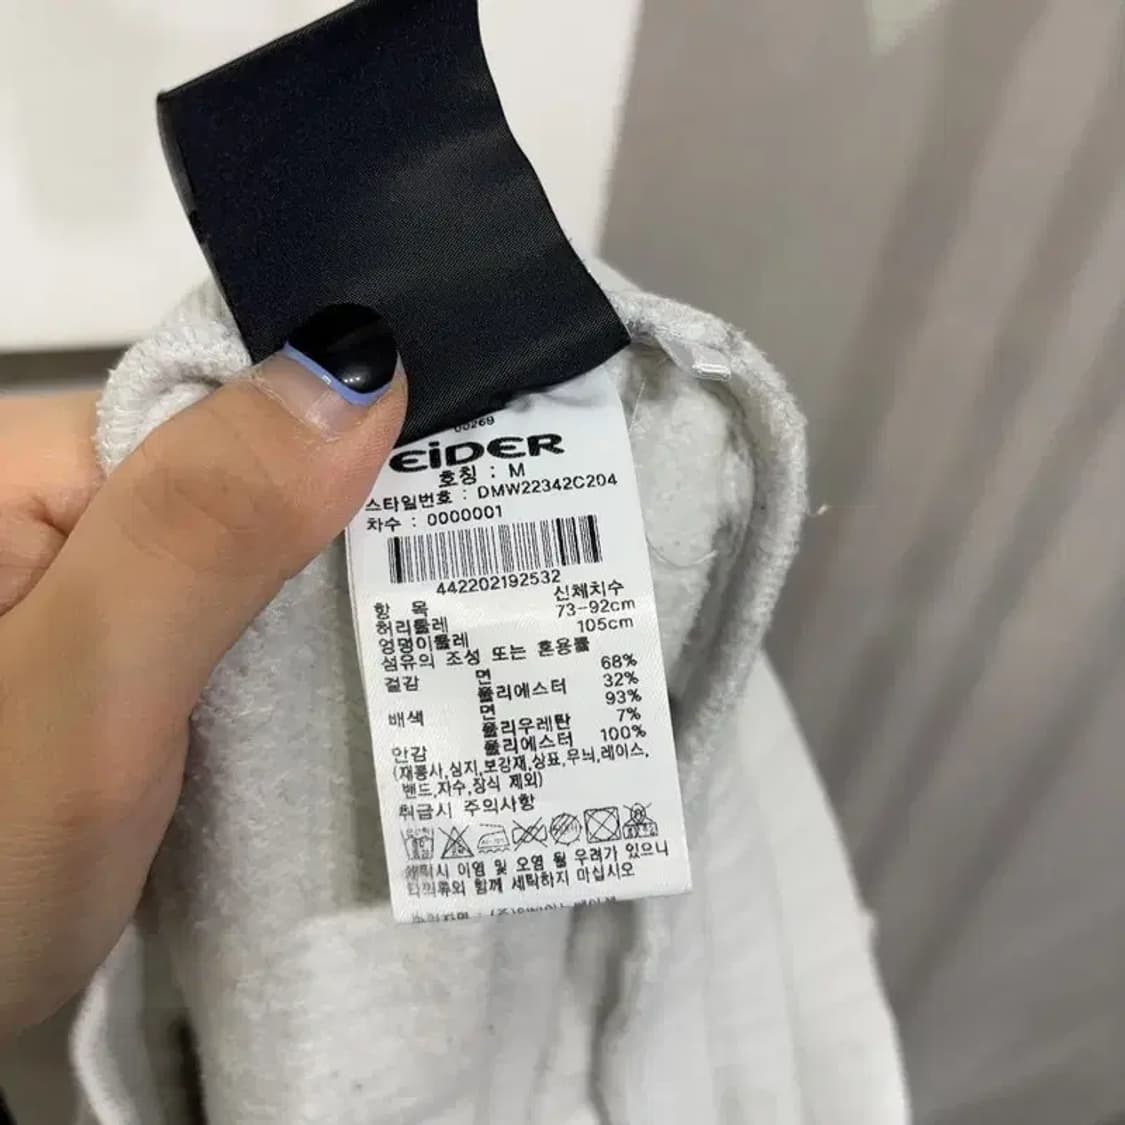 00269
EiDER
호칭 : M
스타일번호 : DMW22342C204
차수 : 0000001
442202192532
항 목 신체치수
허리둘레 73-92cm
엉덩이둘레 105cm
섬유의 조성 또는 혼용률
겉감 면 68%
폴리에스터 32%
배색 면 93%
폴리우레탄 7%
안감 폴리에스터 100%
(재봉사,심지,보강재,상표,무늬,레이스,
밴드,자수,장식 제외)
취급시 주의사항
세탁시 이염 및 오염 될 우려가 있으니
타의류와 함께 세탁하지 마십시오